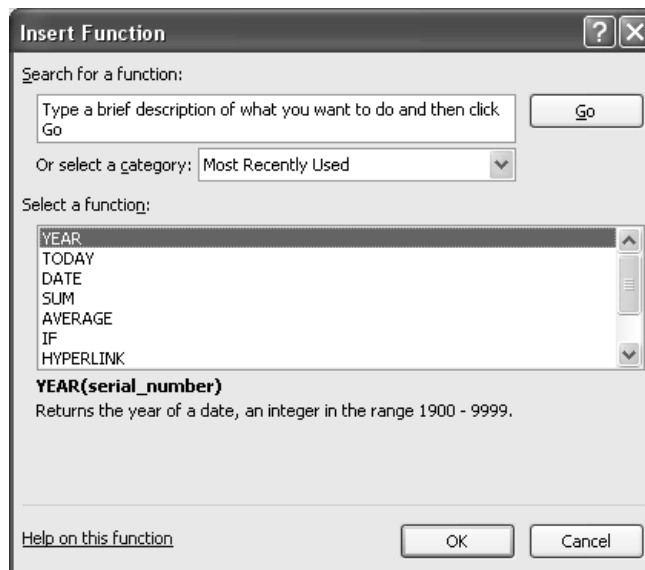 Insert Function
Search for a function:
Type a brief description of what you want to do and then click
Go
Go
Or select a category: Most Recently Used
Select a function:
YEAR
TODAY
DATE
SUM
AVERAGE
IF
HYPERLINK
YEAR(serial_number)
Returns the year of a date, an integer in the range 1900 - 9999.
Help on this function
OK
Cancel